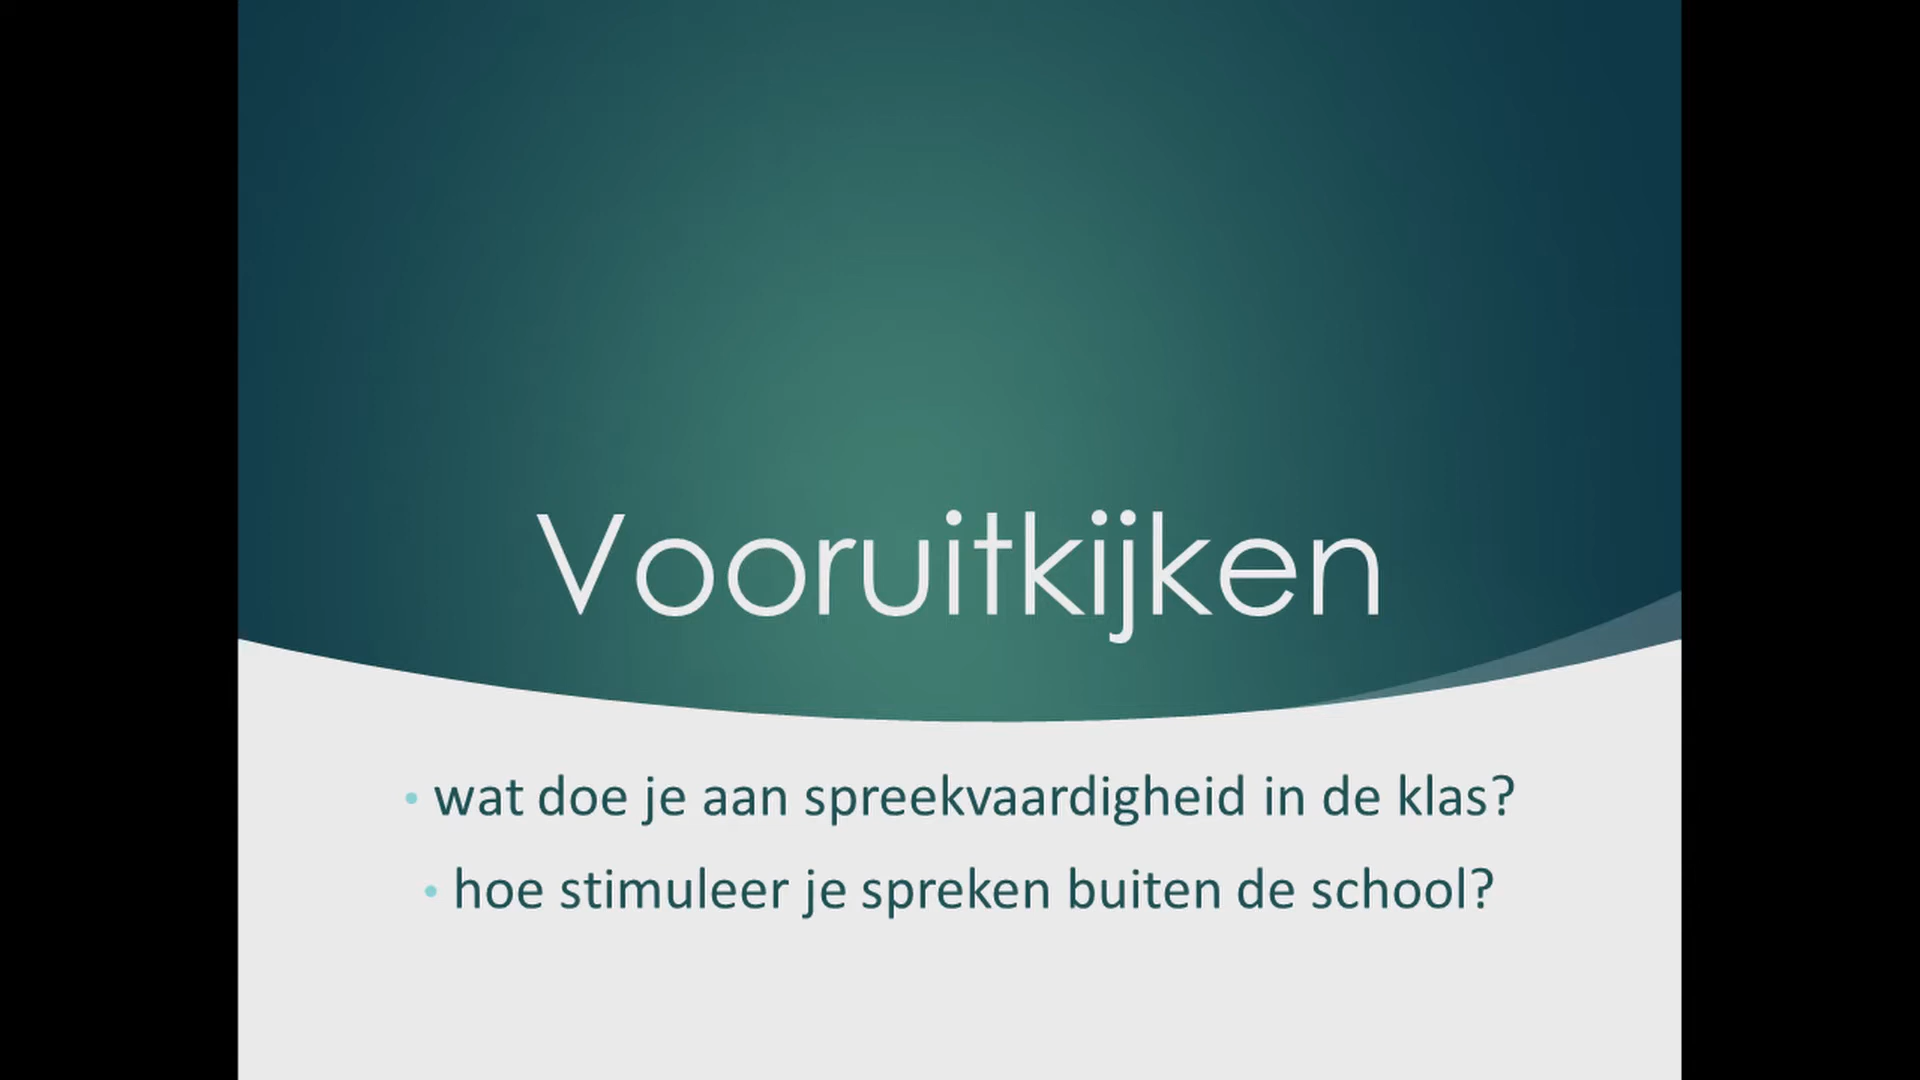 Vooruitkijken
• wat doe je aan spreekvaardigheid in de klas?
• hoe stimuleer je spreken buiten de school?